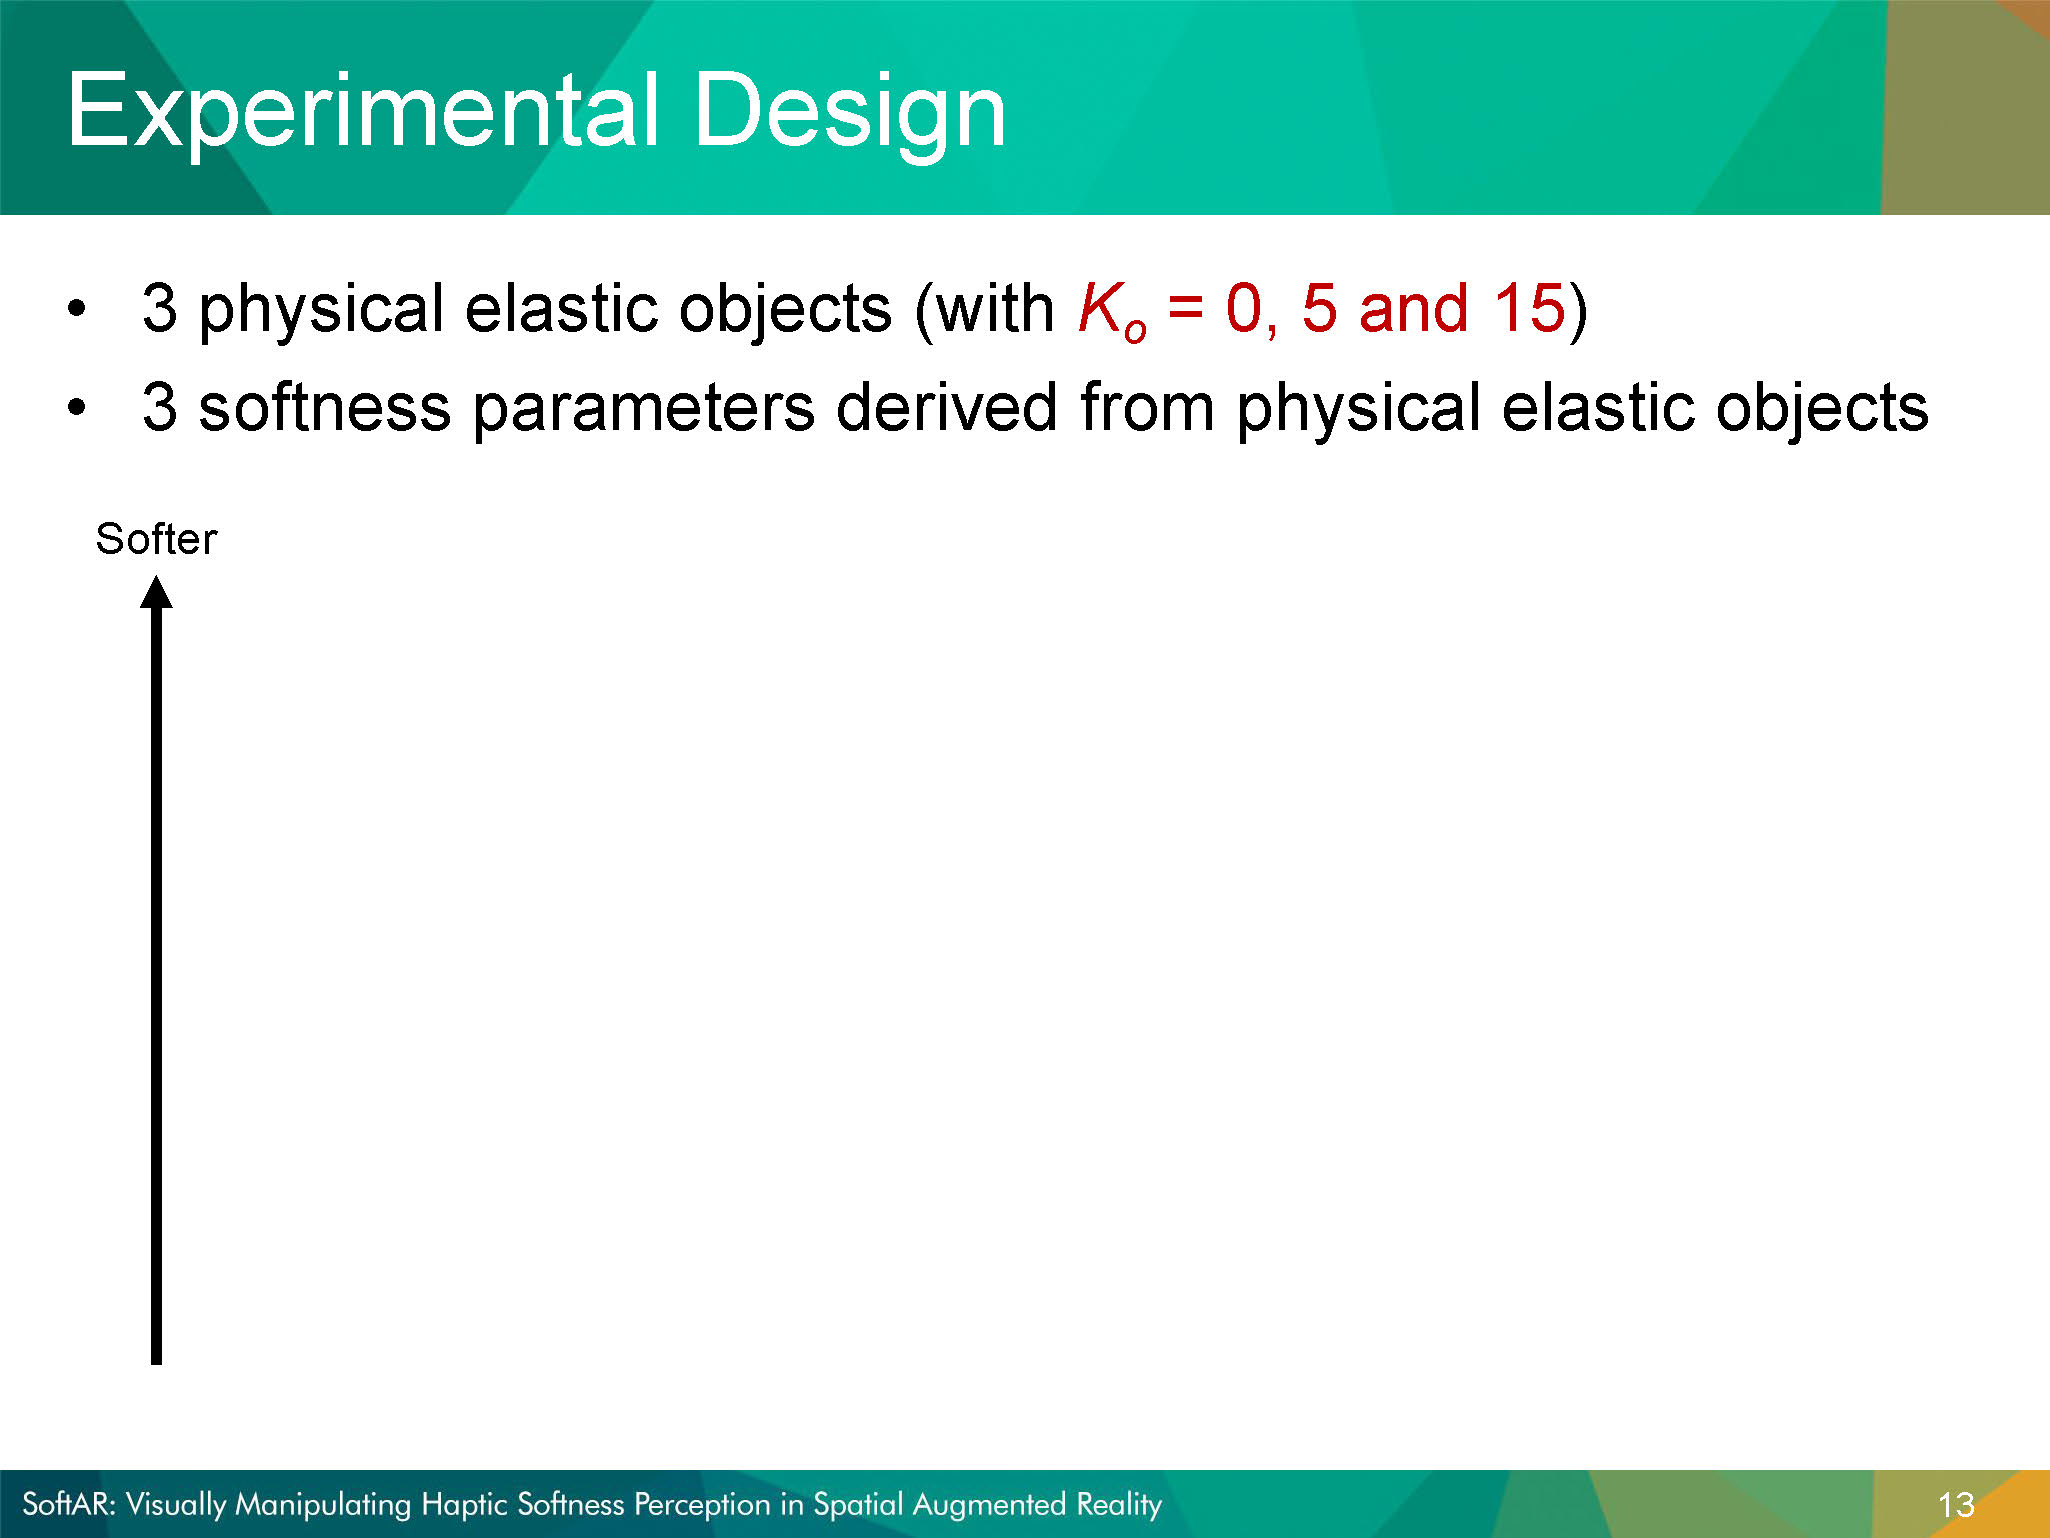 Experimental Design
• 3 physical elastic objects (with Ko = 0, 5 and 15)
• 3 softness parameters derived from physical elastic objects
Softer
SoftAR: Visually Manipulating Haptic Softness Perception in Spatial Augmented Reality
13